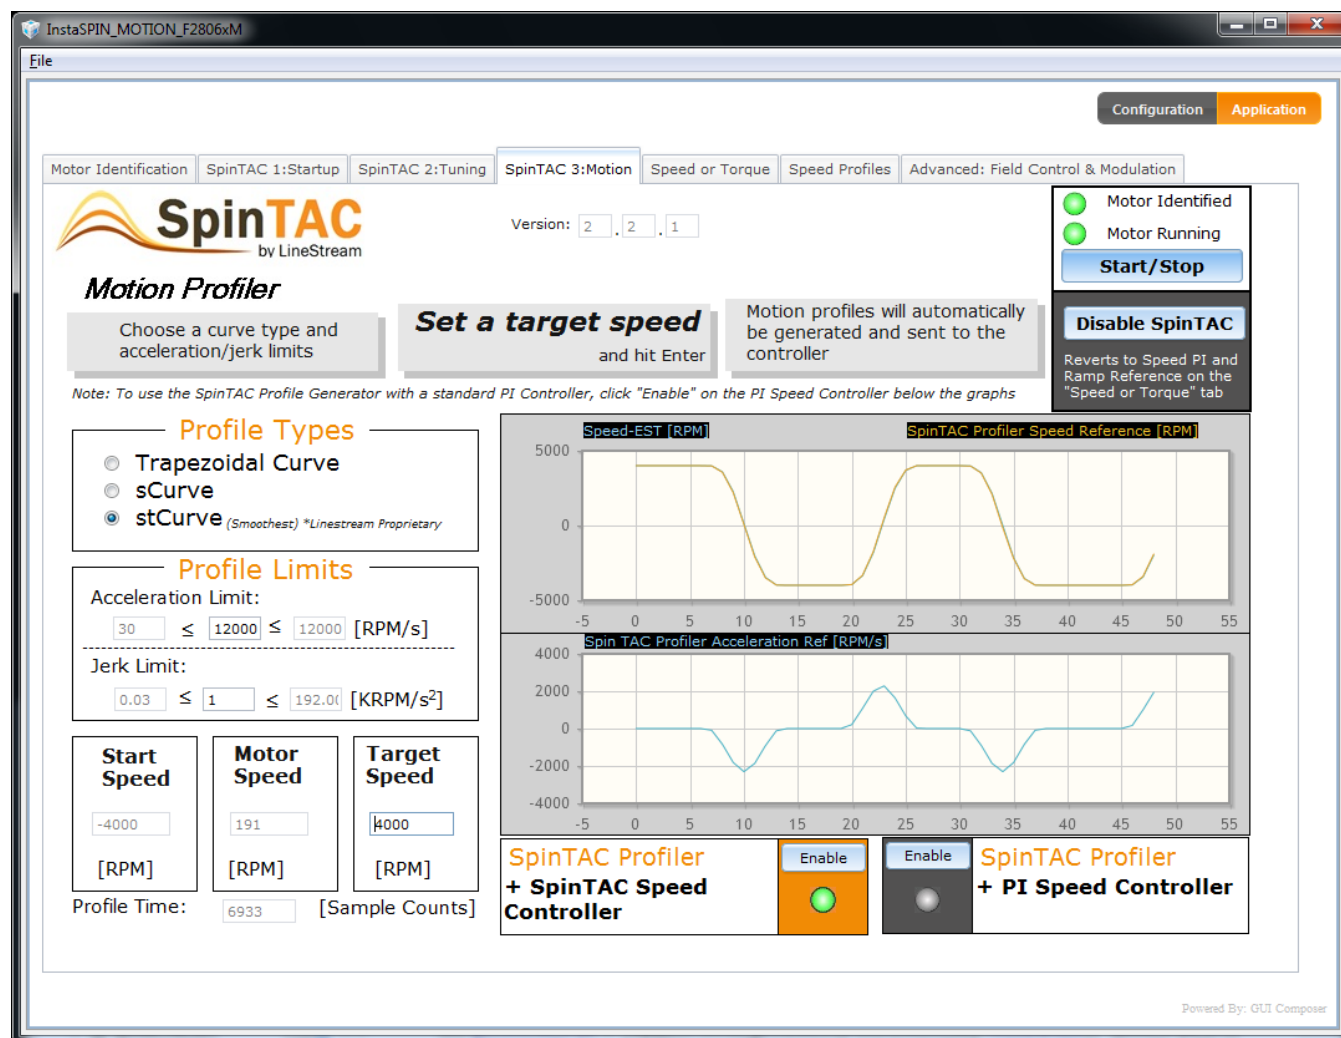 InstaSPIN_MOTION_F2806xM
File
Configuration Application
Motor Identification SpinTAC 1:Startup SpinTAC 2:Tuning SpinTAC 3:Motion Speed or Torque Speed Profiles Advanced: Field Control & Modulation
SpinTAC
by LineStream
Version: 2 . 2 . 1
Motor Identified
Motor Running
Start/Stop
Motion Profiler
Choose a curve type and
acceleration/jerk limits
Set a target speed
and hit Enter
Motion profiles will automatically
be generated and sent to the
controller
Disable SpinTAC
Reverts to Speed PI and
Ramp Reference on the
"Speed or Torque" tab
Note: To use the SpinTAC Profile Generator with a standard PI Controller, click "Enable" on the PI Speed Controller below the graphs
Profile Types
Trapezoidal Curve
sCurve
stCurve (Smoothest) *Linestream Proprietary
Profile Limits
Acceleration Limit:
30 ≤ 12000 ≤ 12000 [RPM/s]
Jerk Limit:
0.03 ≤ 1 ≤ 192.0 [KRPM/s²]
Start
Speed
-4000
[RPM]
Motor
Speed
191
[RPM]
Target
Speed
4000
[RPM]
Profile Time: 6933 [Sample Counts]
Speed-EST [RPM] SpinTAC Profiler Speed Reference [RPM]
5000
0
-5000
-5 0 5 10 15 20 25 30 35 40 45 50 55
Spin TAC Profiler Acceleration Ref [RPM/s]
4000
2000
0
-2000
-4000
-5 0 5 10 15 20 25 30 35 40 45 50 55
SpinTAC Profiler
+ SpinTAC Speed
Controller
Enable
Enable
SpinTAC Profiler
+ PI Speed Controller
Powered By: GUI Composer